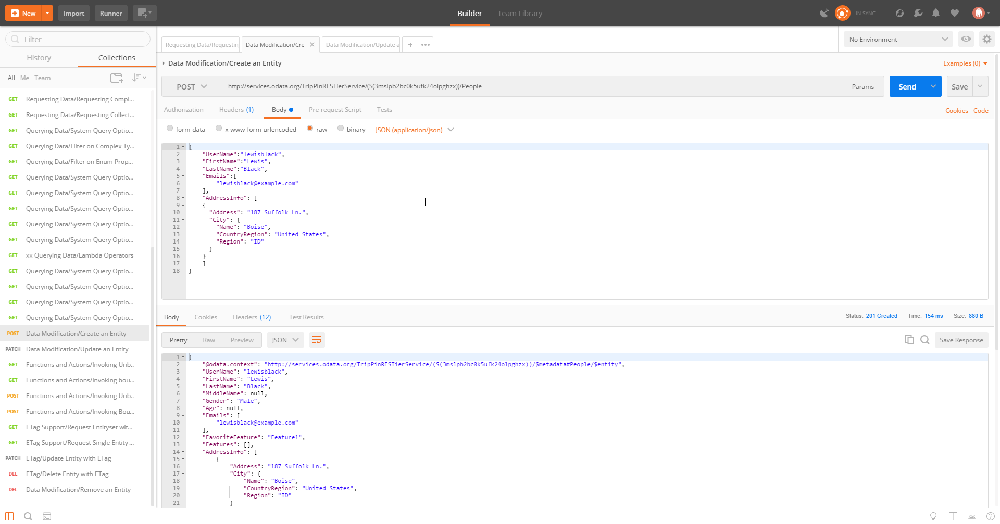 New
Import
Runner
Builder
Team Library
IN SYNC
Filter
History
Collections
All Me Team
GET Requesting Data/Requesting Compl...
GET Requesting Data/Requesting Collect...
GET Querying Data/System Query Optio...
GET Querying Data/Filter on Complex Ty...
GET Querying Data/Filter on Enum Prop...
GET Querying Data/System Query Optio...
GET Querying Data/System Query Optio...
GET Querying Data/System Query Optio...
GET Querying Data/System Query Optio...
GET Querying Data/System Query Optio...
GET xx Querying Data/Lambda Operators
GET Querying Data/System Query Optio...
GET Querying Data/System Query Optio...
GET Querying Data/System Query Optio...
GET Querying Data/System Query Optio...
POST Data Modification/Create an Entity
PATCH Data Modification/Update an Entity
GET Functions and Actions/Invoking Unb..
GET Functions and Actions/Invoking bou...
POST Functions and Actions/Invoking Unb..
POST Functions and Actions/Invoking Bou...
GET ETag Support/Request Entityset wit...
GET ETag Support/Request Single Entity ...
PATCH ETag/Update Entity with ETag
DEL ETag/Delete Entity with ETag
DEL Data Modification/Remove an Entity
Requesting Data/Requesting
Data Modification/Cre
Data Modification/Update a
No Environment
Data Modification/Create an Entity
Examples (0)
POST
http://services.odata.org/TripPinRESTierService/(S(3mslpb2bc0k5ufk24olpghzx))/People
Params
Send
Save
Authorization
Headers (1)
Body
Pre-request Script
Tests
Cookies
Code
form-data
x-www-form-urlencoded
raw
binary
JSON (application/json)
1 {
2 "UserName":"lewisblack",
3 "FirstName":"Lewis",
4 "LastName":"Black",
5 "Emails":[
6 "lewisblack@example.com"
7 ],
8 "AddressInfo": [
9 {
10 "Address": "187 Suffolk Ln.",
11 "City": {
12 "Name": "Boise",
13 "CountryRegion": "United States",
14 "Region": "ID"
15 }
16 }
17 ]
18 }
Body
Cookies
Headers (12)
Test Results
Status: 201 Created
Time: 154 ms
Size: 880 B
Pretty
Raw
Preview
JSON
Save Response
1 {
2 "@odata.context": "http://services.odata.org/TripPinRESTierService/(S(3mslpb2bc0k5ufk24olpghzx))/$metadata#People/$entity",
3 "UserName": "lewisblack",
4 "FirstName": "Lewis",
5 "LastName": "Black",
6 "MiddleName": null,
7 "Gender": "Male",
8 "Age": null,
9 "Emails": [
10 "lewisblack@example.com"
11 ],
12 "FavoriteFeature": "Feature1",
13 "Features": [],
14 "AddressInfo": [
15 {
16 "Address": "187 Suffolk Ln.",
17 "City": {
18 "Name": "Boise",
19 "CountryRegion": "United States",
20 "Region": "ID"
21 }